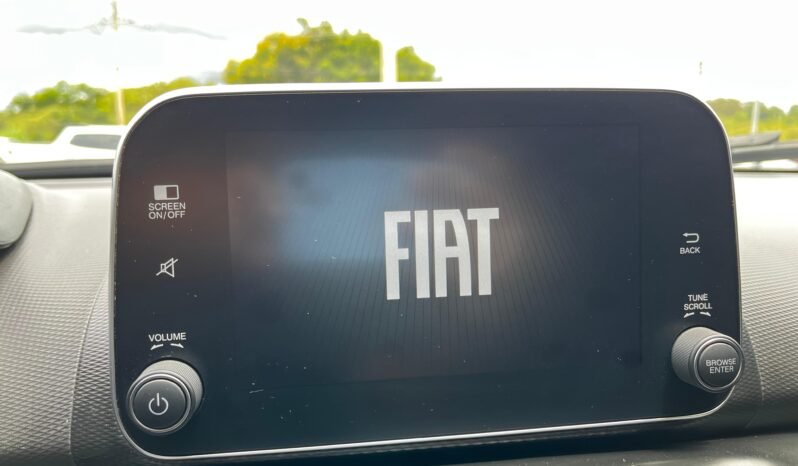 SCREEN
ON/OFF
FIAT
BACK
VOLUME
TUNE
SCROLL
BROWSE
ENTER